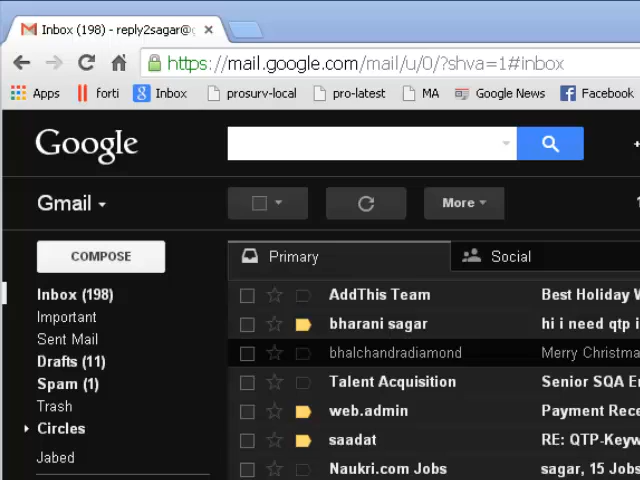 Inbox (198) - reply2sagar@g
https://mail.google.com/mail/u/0/?shva=1#inbox
Apps forti Inbox prosurv-local pro-latest MA Google News Facebook
Google
Gmail More
COMPOSE Primary Social
Inbox (198) AddThis Team Best Holiday W
Important bharani sagar hi i need qtp i
Sent Mail bhalchandradiamond Merry Christma
Drafts (11)
Spam (1) Talent Acquisition Senior SQA E
Trash web.admin Payment Rece
Circles saadat RE: QTP-Keyw
Jabed Naukri.com Jobs sagar, 15 Jobs